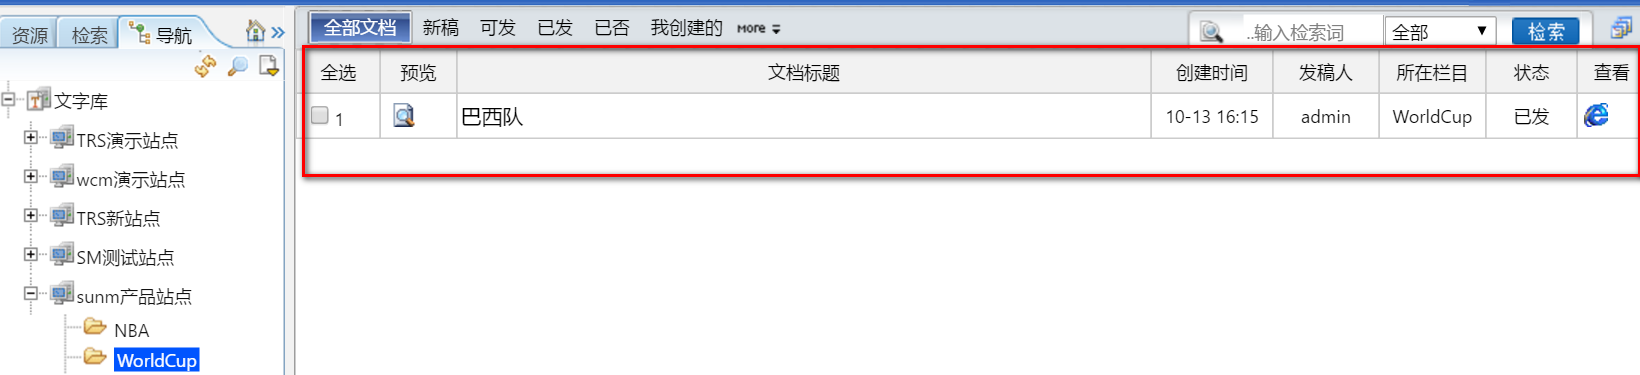 资源 检索 导航
文字库
TRS演示站点
wcm演示站点
TRS新站点
SM测试站点
sunm产品站点
NBA
WorldCup
全部文档 新稿 可发 已发 已否 我创建的 More ..输入检索词 全部 检索
全选 预览 文档标题 创建时间 发稿人 所在栏目 状态 查看
1 巴西队 10-13 16:15 admin WorldCup 已发